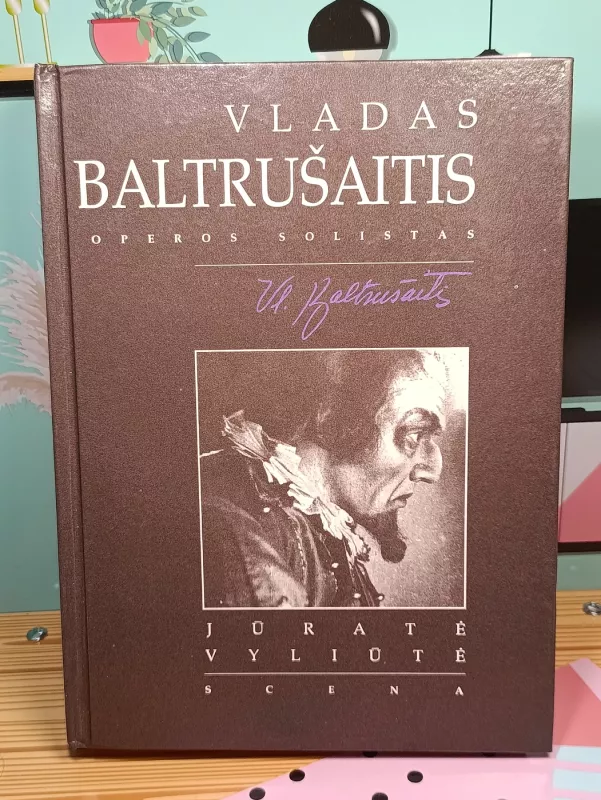 VLADAS
BALTRUŠAITIS
OPEROS SOLISTAS
Vl. Baltrušaitis
JŪRATĖ
VYLIŪTĖ
SCENA